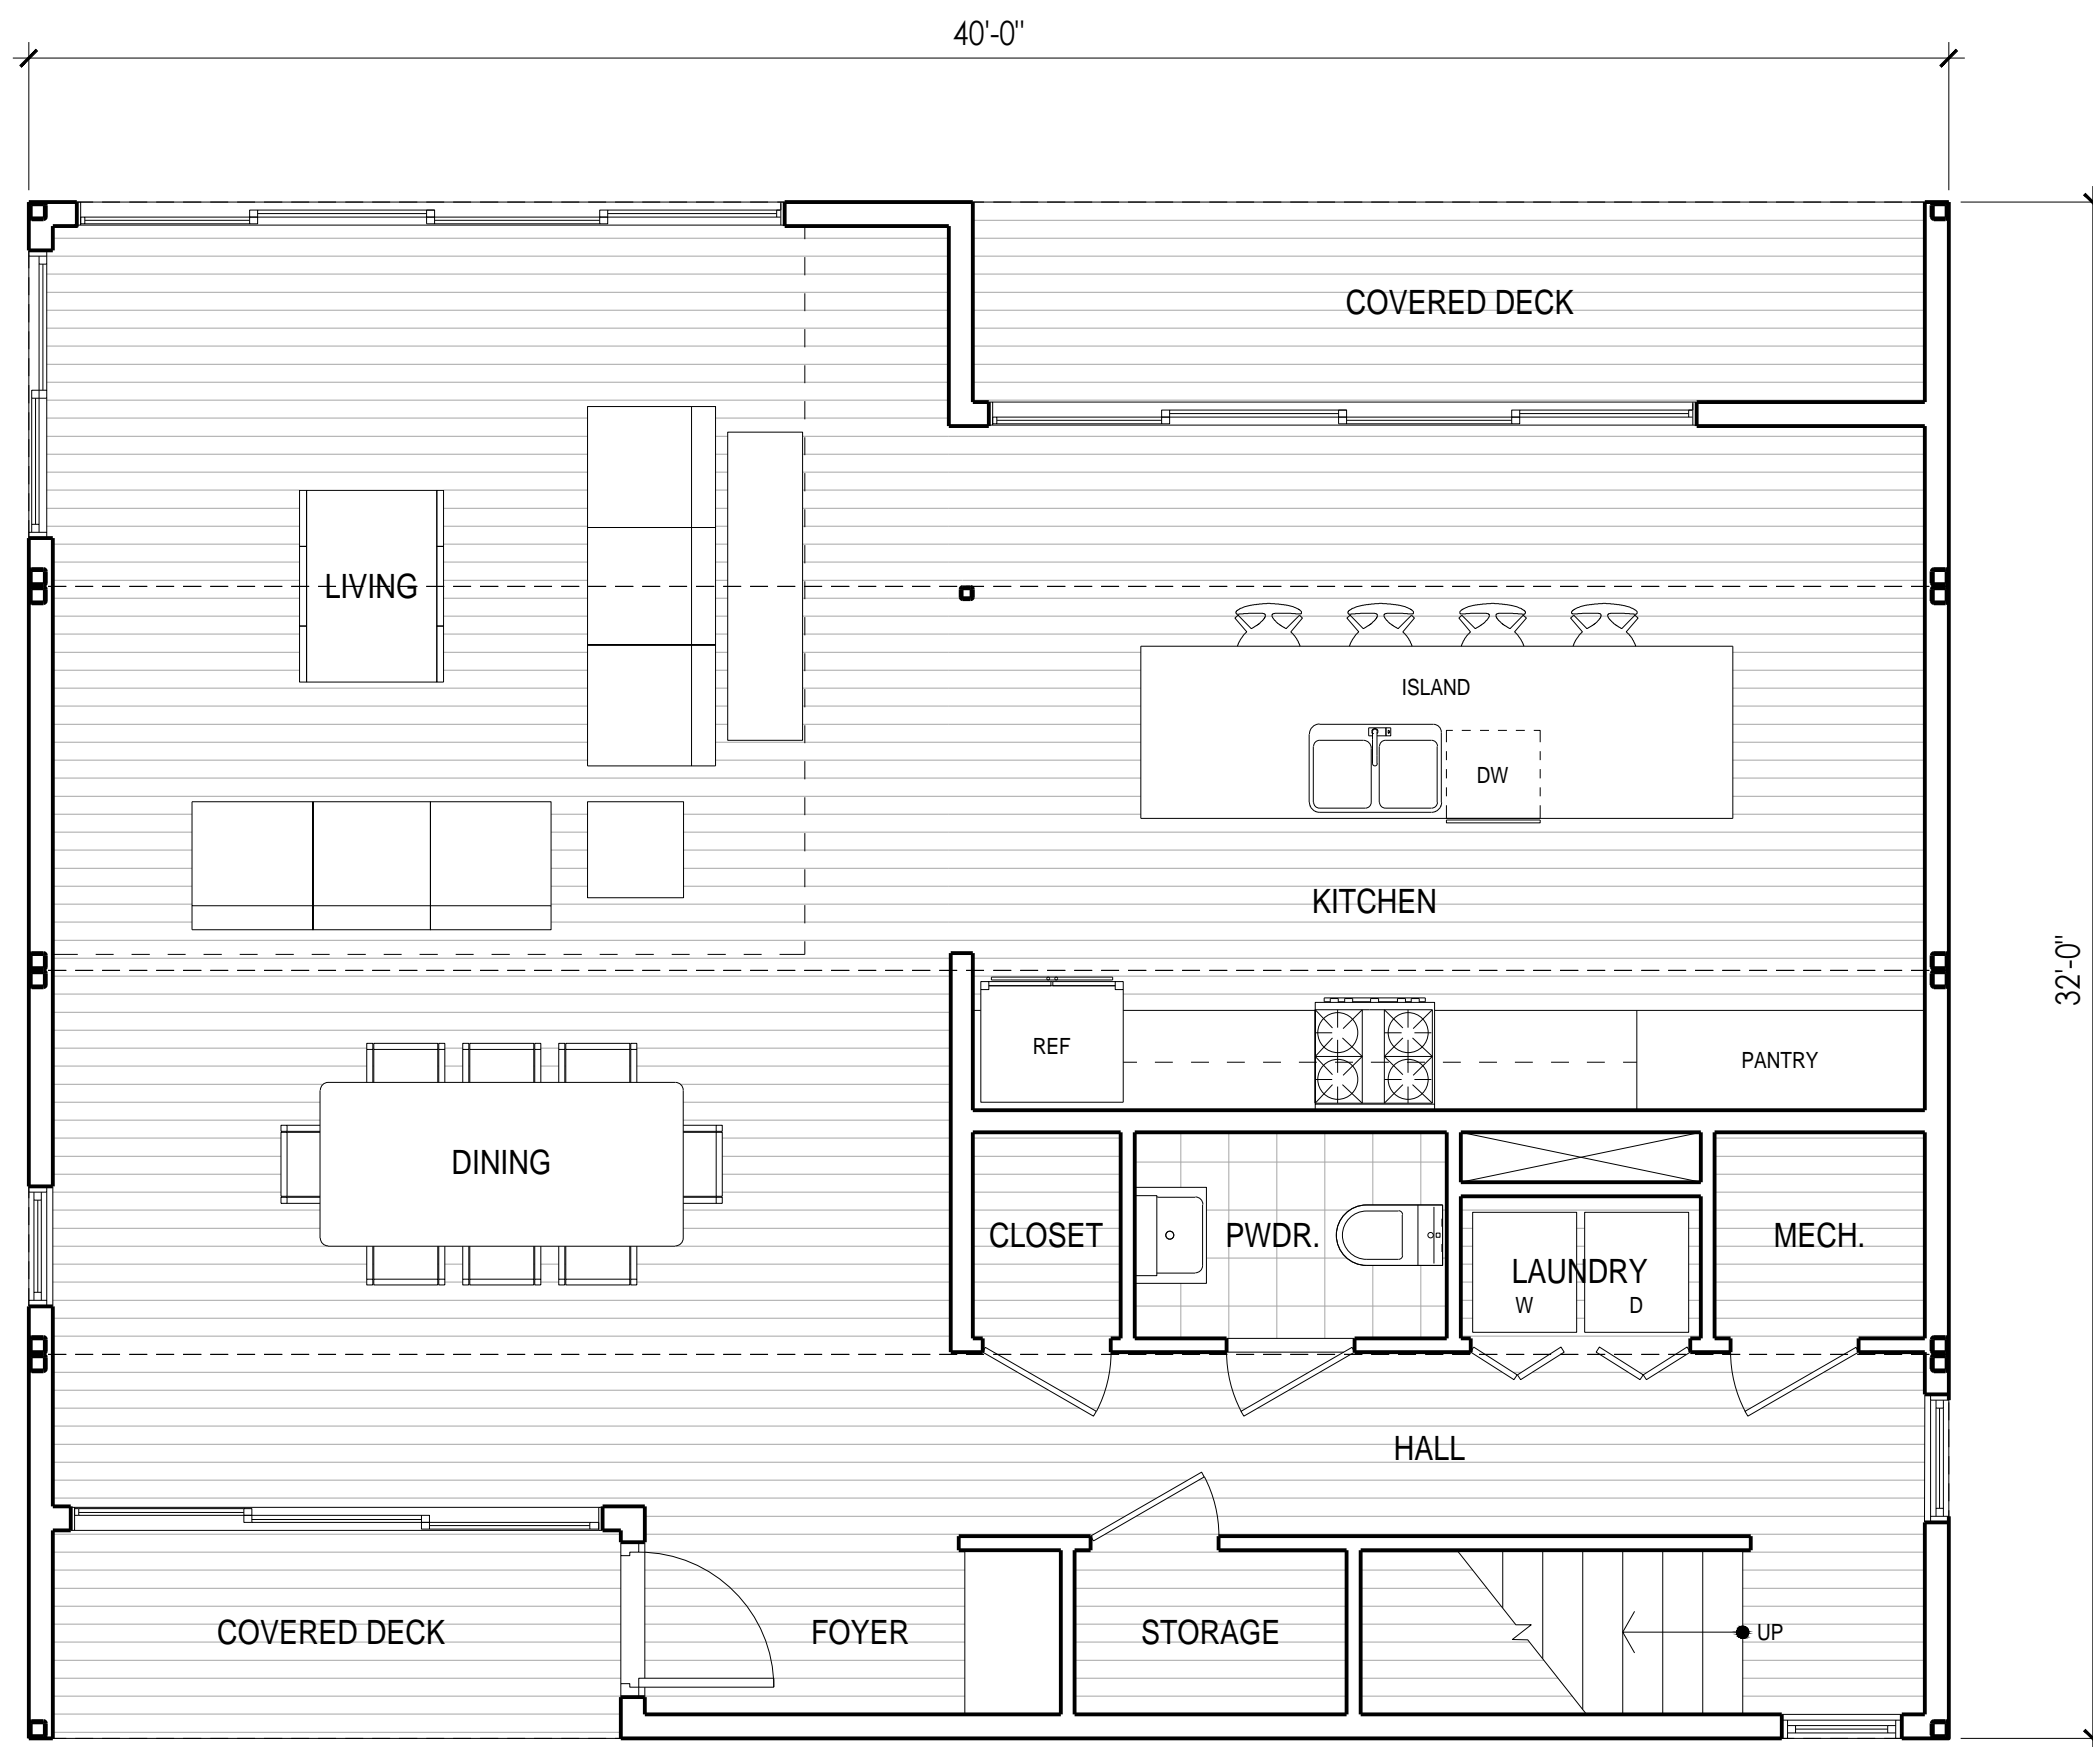 40'-0"
COVERED DECK
LIVING
ISLAND
DW
KITCHEN
32'-0"
REF
PANTRY
DINING
CLOSET
PWDR.
LAUNDRY
W
D
MECH.
HALL
COVERED DECK
FOYER
STORAGE
UP